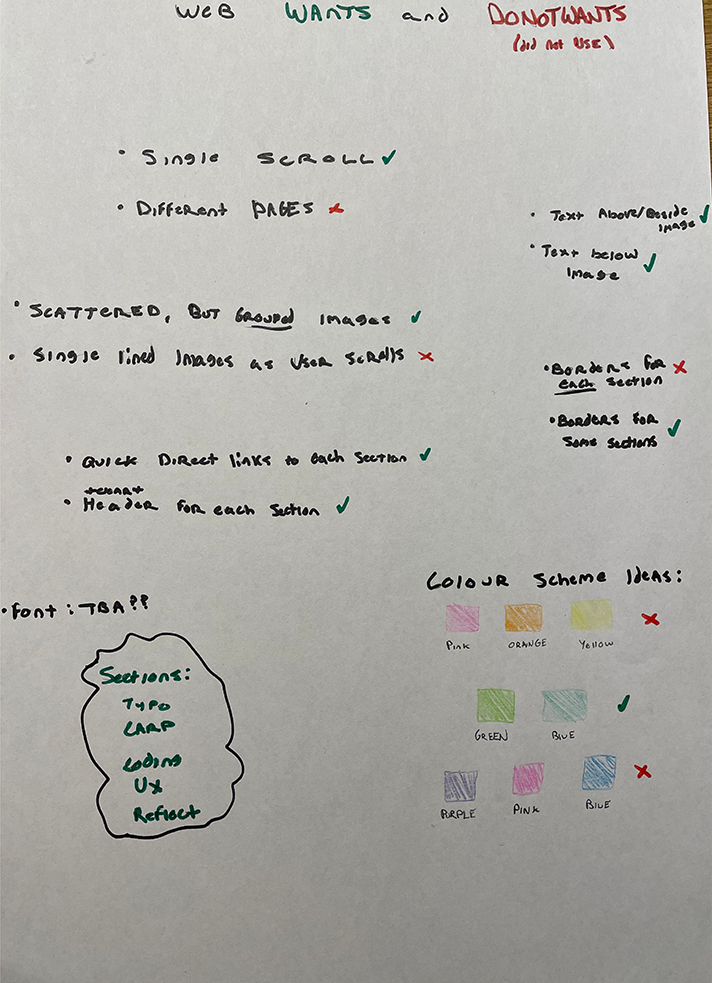 WEB WANTS and DONOTWANTS
(did not USE)
• Single SCROLL ✓
• Different PAGES ✗
• Text Above/Beside image ✓
• Text below image ✓
• SCATTERED, BUT GROUPED images ✓
• Single lined images as user scrolls ✗
• Borders for each section ✗
• Borders for some sections ✓
• Quick Direct links to each section ✓
• Header for each section ✓
• Font: TBA??
Sections:
Typo
CARP
Coding
UX
Reflect
Colour Scheme Ideas:
Pink ORANGE Yellow ✗
GREEN BLUE ✓
PURPLE PINK BLUE ✗